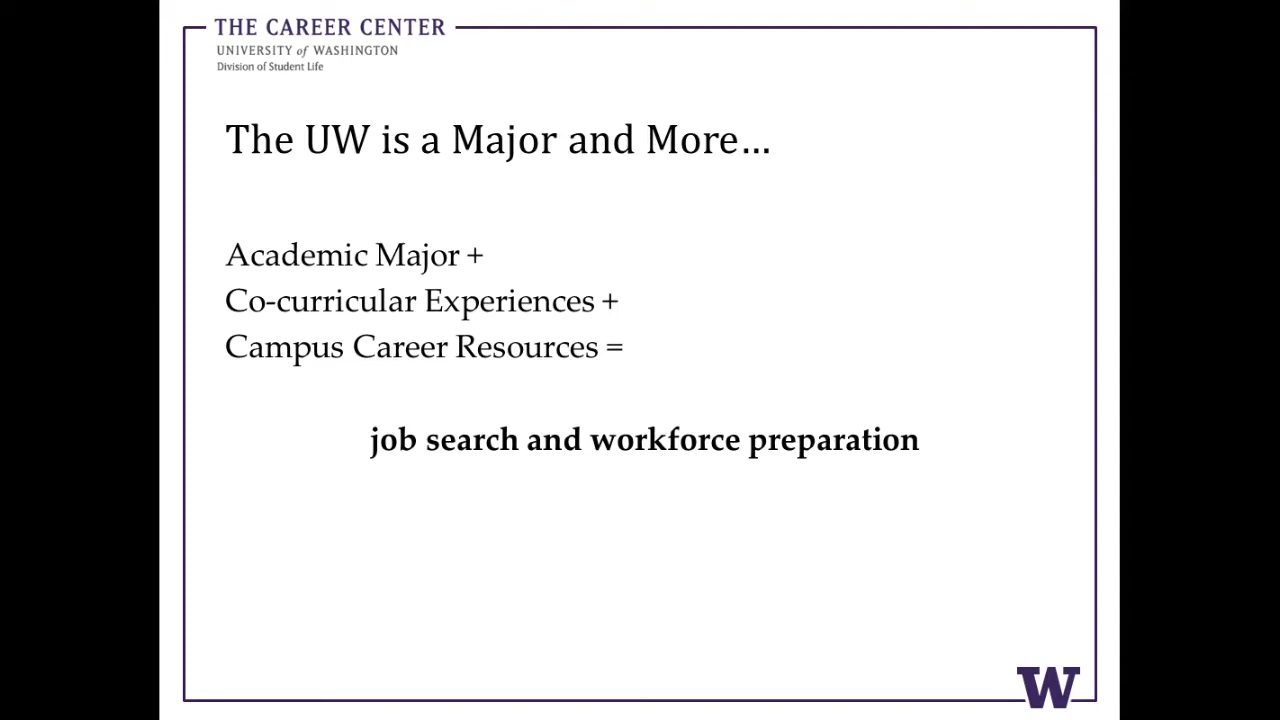 THE CAREER CENTER
UNIVERSITY of WASHINGTON
Division of Student Life
The UW is a Major and More…
Academic Major +
Co-curricular Experiences +
Campus Career Resources =
job search and workforce preparation
W